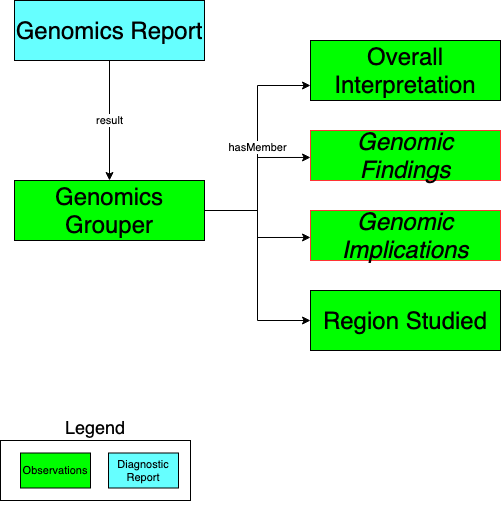 Genomics Report
result
Genomics
Grouper
hasMember
Overall
Interpretation
Genomic
Findings
Genomic
Implications
Region Studied
Legend
Observations
Diagnostic
Report